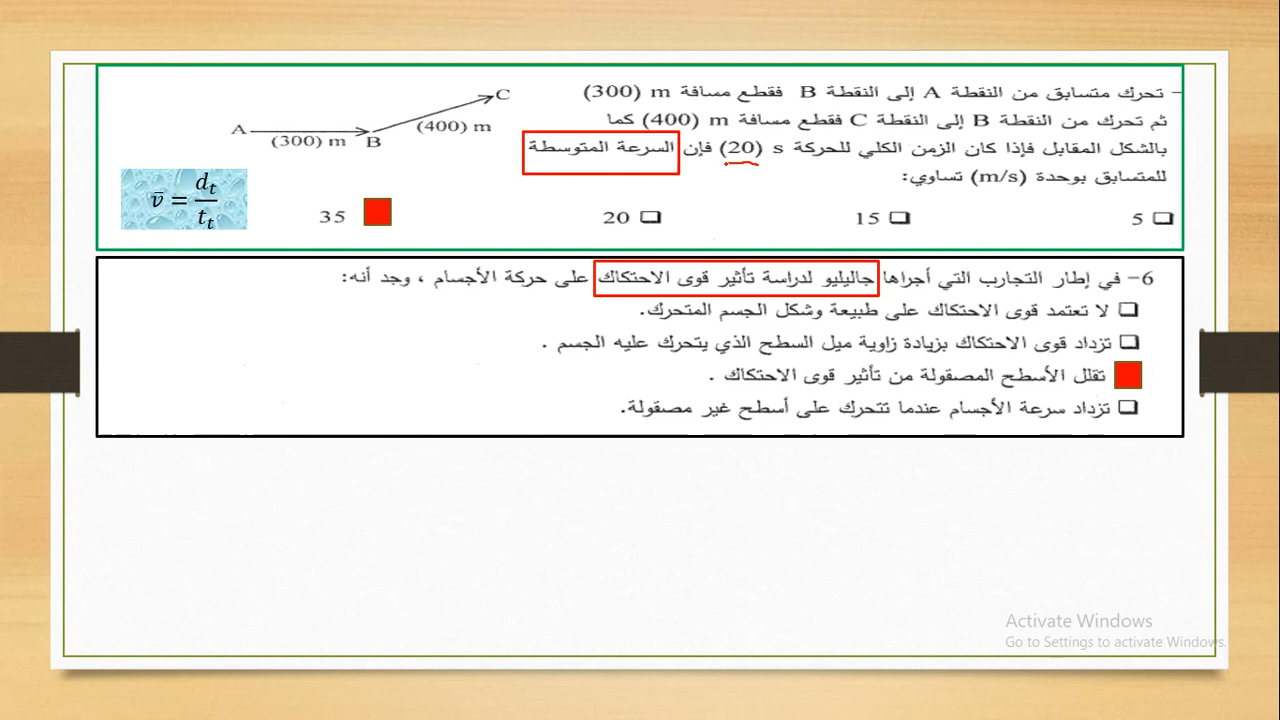 - تحرك متسابق من النقطة A إلى النقطة B فقطع مسافة m (300)
ثم تحرك من النقطة B إلى النقطة C فقطع مسافة m (400) كما
بالشكل المقابل فإذا كان الزمن الكلي للحركة s (20) فإن السرعة المتوسطة
للمتسابق بوحدة (m/s) تساوي:
A (300) m B (400) m C
5 15 20 35
v̄ = d_t / t_t
6- في إطار التجارب التي أجراها جاليليو لدراسة تأثير قوى الاحتكاك على حركة الأجسام ، وجد أنه:
لا تعتمد قوى الاحتكاك على طبيعة وشكل الجسم المتحرك.
تزداد قوى الاحتكاك بزيادة زاوية ميل السطح الذي يتحرك عليه الجسم .
تقلل الأسطح المصقولة من تأثير قوى الاحتكاك .
تزداد سرعة الأجسام عندما تتحرك على أسطح غير مصقولة.
Activate Windows
Go to Settings to activate Windows.